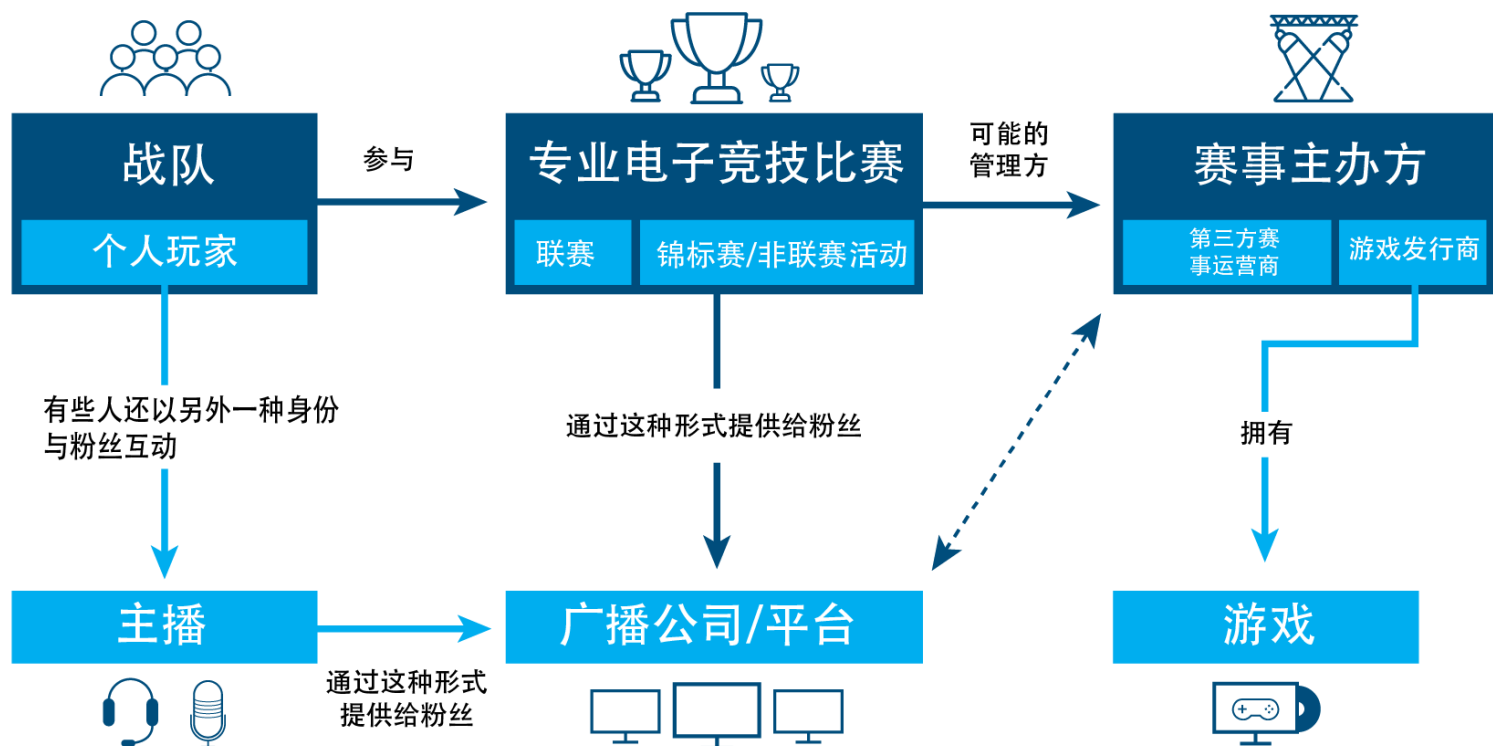 战队
参与
专业电子竞技比赛
可能的
管理方
赛事主办方
个人玩家
联赛
锦标赛/非联赛活动
第三方赛
事运营商
游戏发行商
有些人还以另外一种身份
与粉丝互动
通过这种形式提供给粉丝
拥有
主播
广播公司/平台
游戏
通过这种形式
提供给粉丝